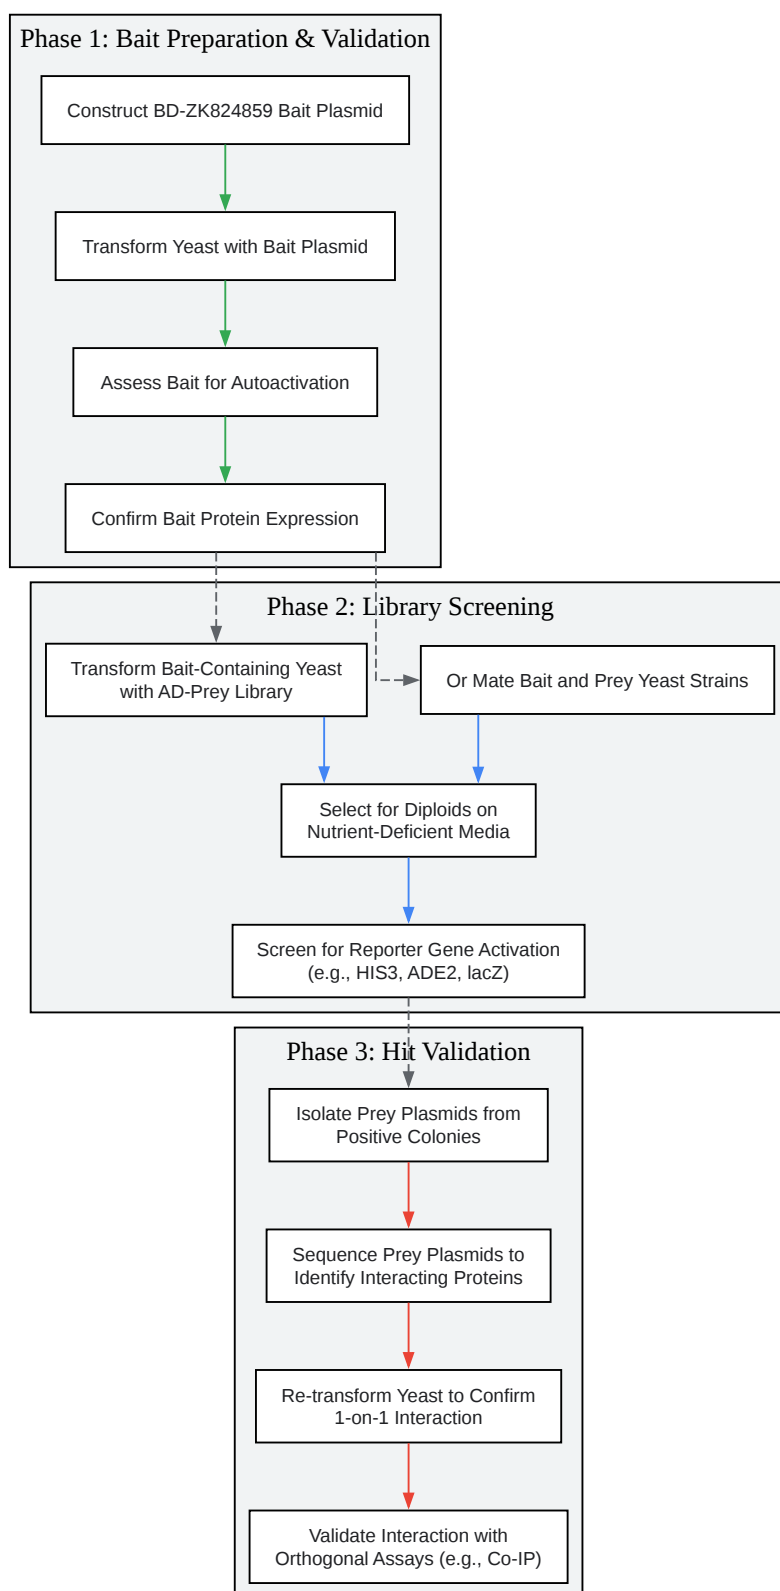 Phase 1: Bait Preparation & Validation
Construct BD-ZK824859 Bait Plasmid
Transform Yeast with Bait Plasmid
Assess Bait for Autoactivation
Confirm Bait Protein Expression
Phase 2: Library Screening
Transform Bait-Containing Yeast
with AD-Prey Library
Or Mate Bait and Prey Yeast Strains
Select for Diploids on
Nutrient-Deficient Media
Screen for Reporter Gene Activation
(e.g., HIS3, ADE2, lacZ)
Phase 3: Hit Validation
Isolate Prey Plasmids from
Positive Colonies
Sequence Prey Plasmids to
Identify Interacting Proteins
Re-transform Yeast to Confirm
1-on-1 Interaction
Validate Interaction with
Orthogonal Assays (e.g., Co-IP)